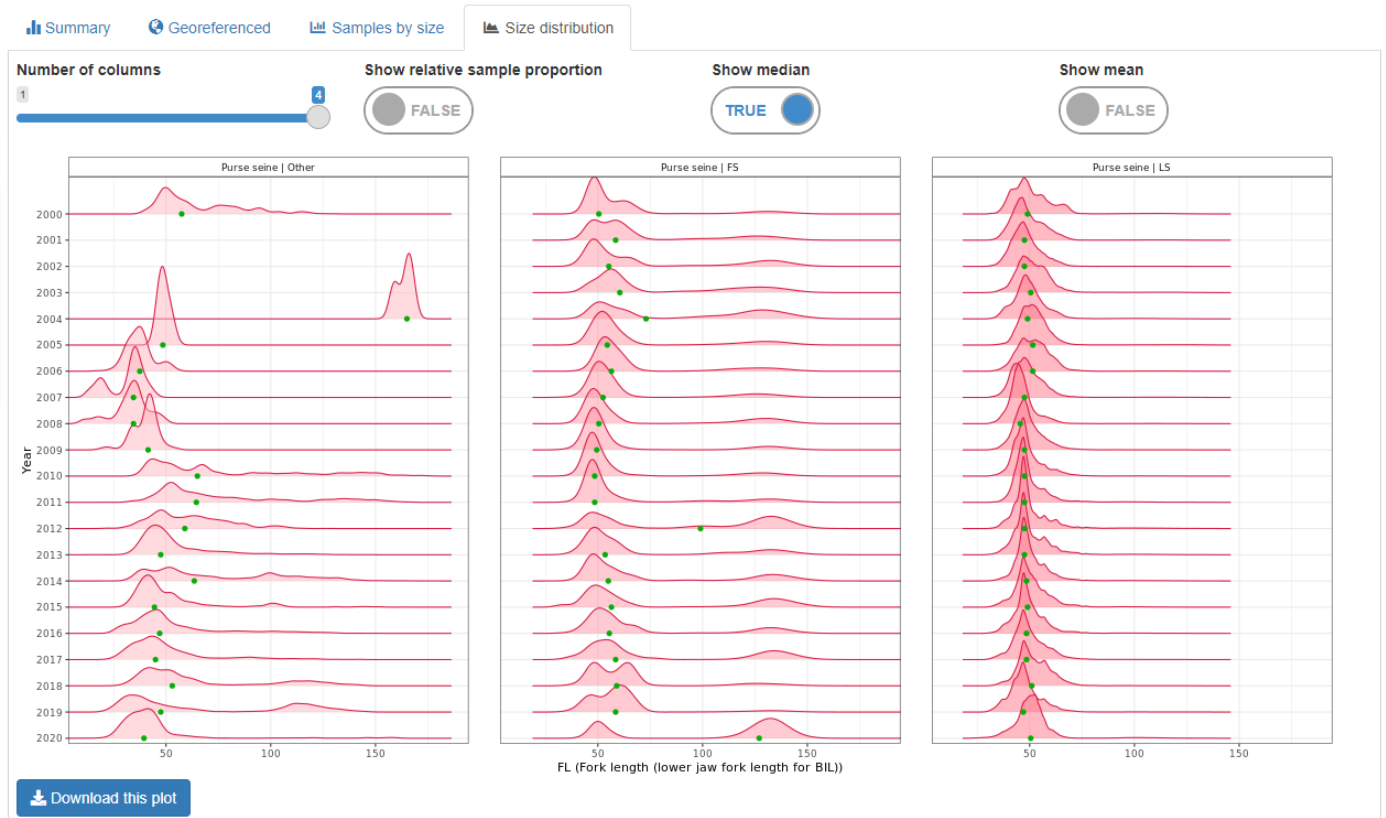 Summary Georeferenced Samples by size Size distribution
Number of columns Show relative sample proportion Show median Show mean
1 4 FALSE TRUE FALSE
Purse seine | Other Purse seine | FS Purse seine | LS
2000
2001
2002
2003
2004
2005
2006
2007
2008
2009
2010
2011
2012
2013
2014
2015
2016
2017
2018
2019
2020
Year
50 100 150 50 100 150 50 100 150
FL (Fork length (lower jaw fork length for BIL))
Download this plot